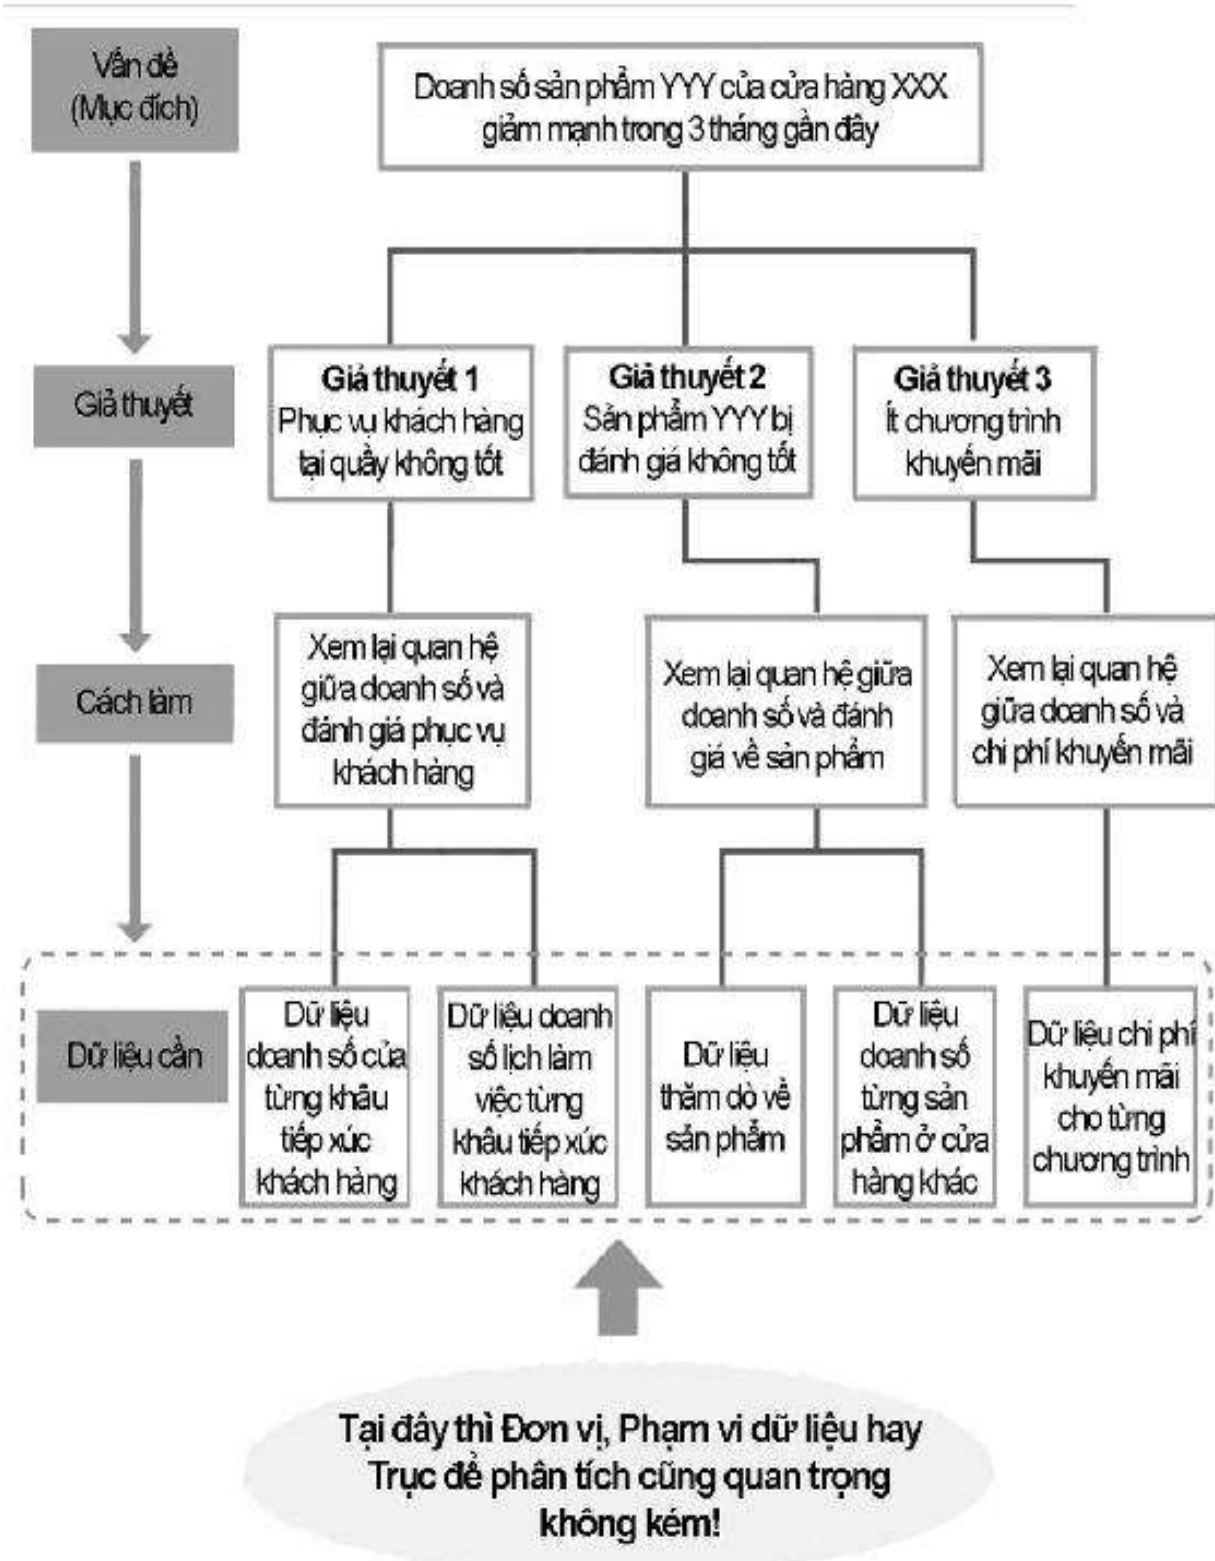 Vấn đề
(Mục đích)
Doanh số sản phẩm YYY của cửa hàng XXX
giảm mạnh trong 3 tháng gần đây
Giả thuyết
Giả thuyết 1
Phục vụ khách hàng
tại quầy không tốt
Giả thuyết 2
Sản phẩm YYY bị
đánh giá không tốt
Giả thuyết 3
Ít chương trình
khuyến mãi
Cách làm
Xem lại quan hệ
giữa doanh số và
đánh giá phục vụ
khách hàng
Xem lại quan hệ giữa
doanh số và đánh
giá về sản phẩm
Xem lại quan hệ
giữa doanh số và
chi phí khuyến mãi
Dữ liệu cần
Dữ liệu
doanh số của
từng khâu
tiếp xúc
khách hàng
Dữ liệu doanh
số lịch làm
việc từng
khâu tiếp xúc
khách hàng
Dữ liệu
thăm dò về
sản phẩm
Dữ liệu
doanh số
từng sản
phẩm ở cửa
hàng khác
Dữ liệu chi phí
khuyến mãi
cho từng
chương trình
Tại đây thì Đơn vị, Phạm vi dữ liệu hay
Trục để phân tích cũng quan trọng
không kém!